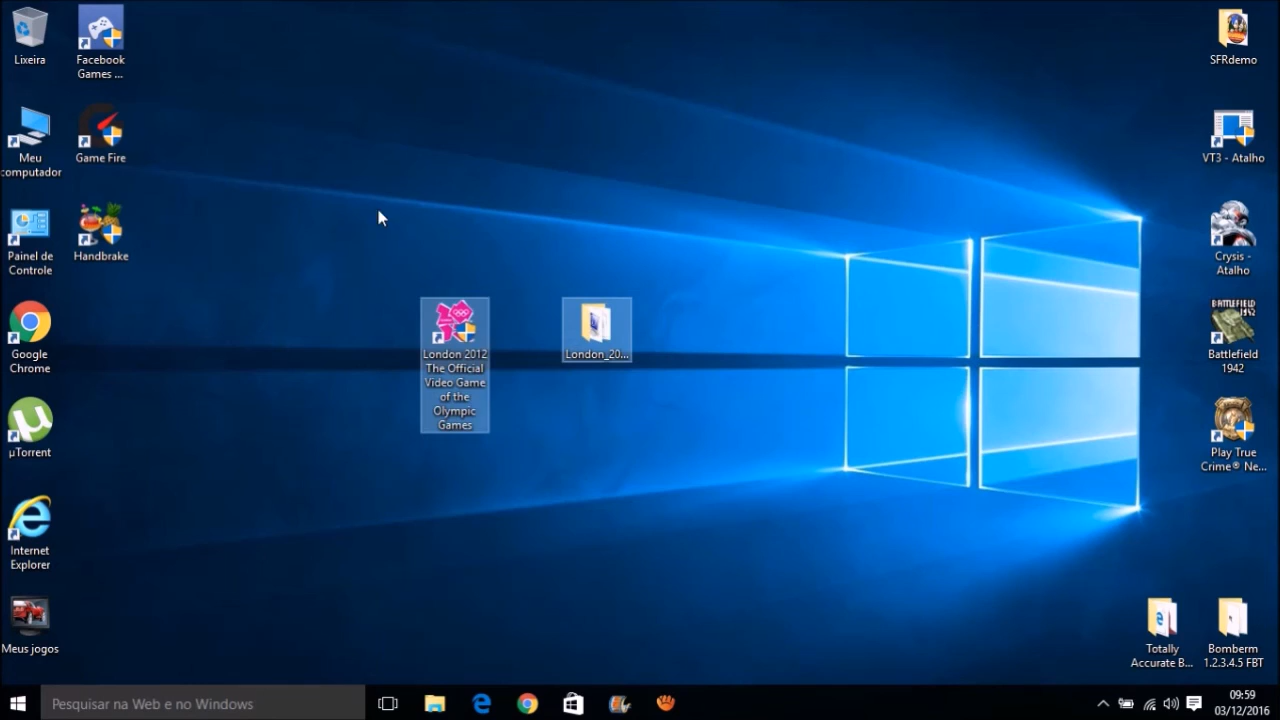 Lixeira
Facebook
Games ...
Meu
computador
Game Fire
Painel de
Controle
Handbrake
Google
Chrome
µTorrent
Internet
Explorer
Meus jogos
London 2012
The Official
Video Game
of the
Olympic
Games
London_20...
SFRdemo
VT3 - Atalho
Crysis -
Atalho
BATTLEFIELD
1942
Battlefield
1942
Play True
Crime® Ne...
Totally
Accurate B...
Bomberm
1.2.3.4.5 FBT
Pesquisar na Web e no Windows
09:59
03/12/2016